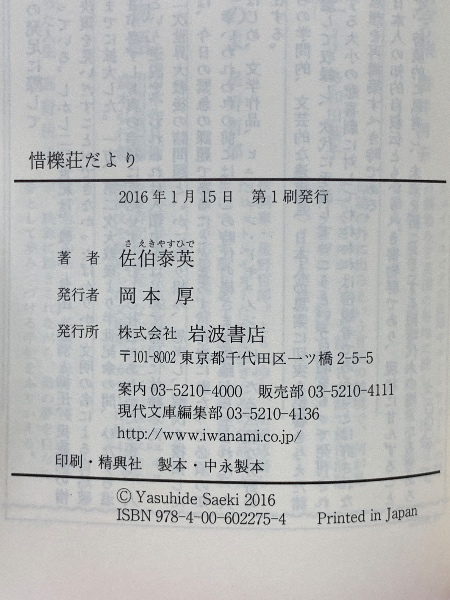 惜櫟荘だより
2016年1月15日 第1刷発行
さえきやすひで
著者 佐伯泰英
発行者 岡本 厚
発行所 株式会社 岩波書店
〒101-8002 東京都千代田区一ツ橋2-5-5
案内 03-5210-4000 販売部 03-5210-4111
現代文庫編集部 03-5210-4136
http://www.iwanami.co.jp/
印刷・精興社 製本・中永製本
© Yasuhide Saeki 2016
ISBN 978-4-00-602275-4 Printed in Japan